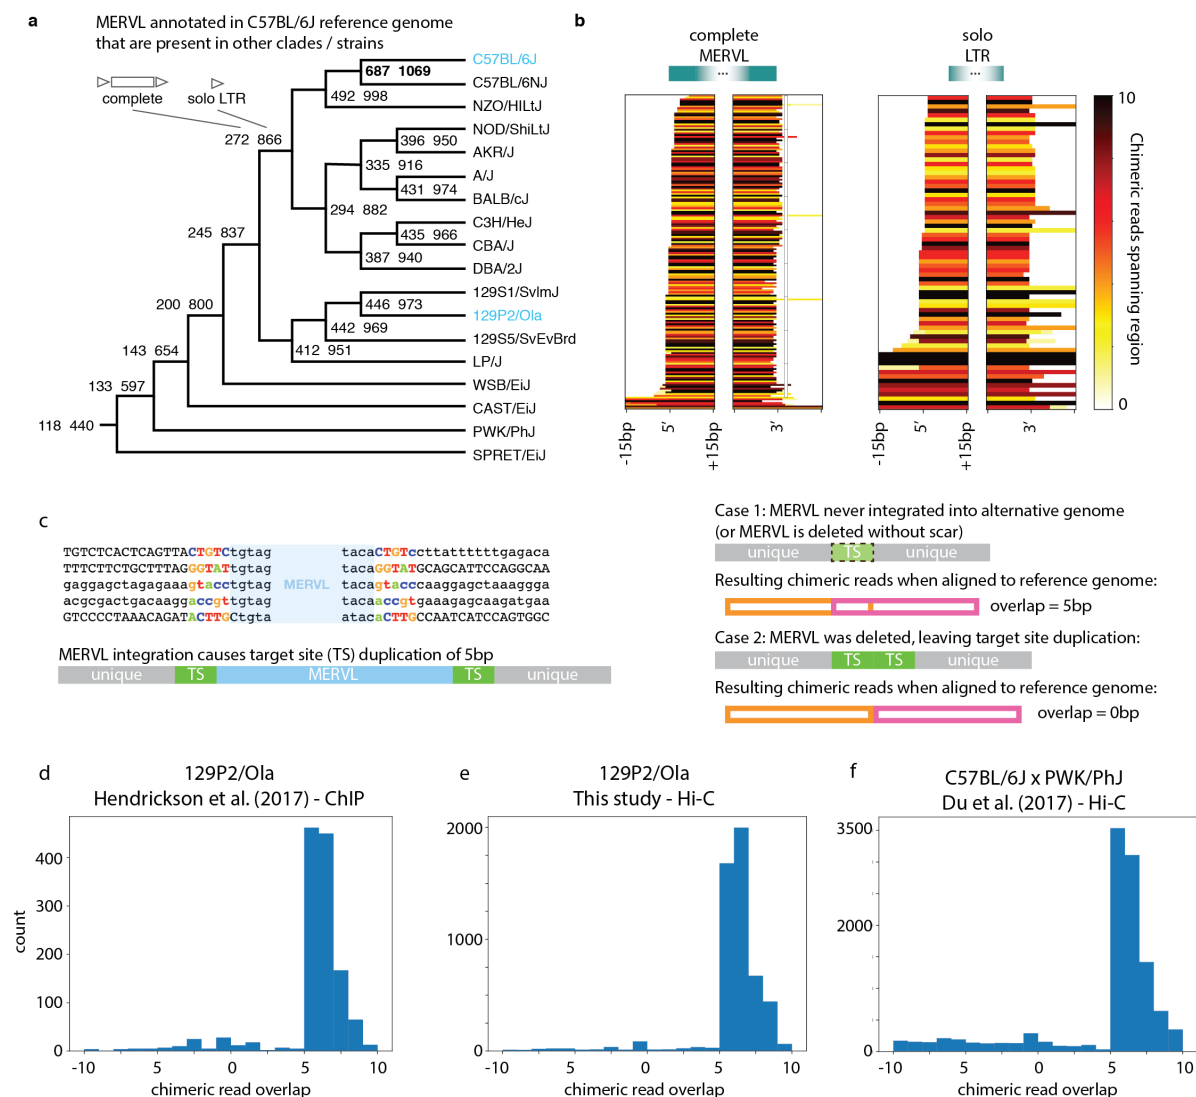 a
MERVL annotated in C57BL/6J reference genome
that are present in other clades / strains
complete
solo LTR
C57BL/6J
687 1069
C57BL/6NJ
492 998
NZO/HILtJ
272 866
NOD/ShiLtJ
396 950
AKR/J
335 916
A/J
431 974
BALB/cJ
294 882
C3H/HeJ
435 966
CBA/J
387 940
DBA/2J
245 837
129S1/SvImJ
446 973
129P2/Ola
442 969
129S5/SvEvBrd
412 951
LP/J
200 800
WSB/EiJ
143 654
CAST/EiJ
133 597
PWK/PhJ
118 440
SPRET/EiJ
b
complete
MERVL
...
solo
LTR
...
-15bp
5'
+15bp
3'
-15bp
5'
+15bp
3'
10
0
Chimeric reads spanning region
c
TGTCTCACTCAGTTACTGTCtgtag tacaCTGTccttattttttgagaca
TTTCTTCTGCTTTAGGGTATtgtag tacaGGTATGCAGCATTCCAGGCAA
gaggagctagagaaagtacctgtag MERVL tacagtacccaaggagctaaagggga
acgcgactgacaaggaccgttgtag tacaaccgtgaaagagcaagatgaa
GTCCCCTAAACAGATACTTGCtgta atacaCTTGCCAATCATCCAGTGGC
MERVL integration causes target site (TS) duplication of 5bp
unique TS MERVL TS unique
Case 1: MERVL never integrated into alternative genome
(or MERVL is deleted without scar)
unique TS unique
Resulting chimeric reads when aligned to reference genome:
overlap = 5bp
Case 2: MERVL was deleted, leaving target site duplication:
unique TS TS unique
Resulting chimeric reads when aligned to reference genome:
overlap = 0bp
d
129P2/Ola
Hendrickson et al. (2017) - ChIP
count
400
300
200
100
0
-10 5 0 5 10
chimeric read overlap
e
129P2/Ola
This study - Hi-C
2000
1000
0
-10 5 0 5 10
chimeric read overlap
f
C57BL/6J x PWK/PhJ
Du et al. (2017) - Hi-C
3500
2000
0
-10 5 0 5 10
chimeric read overlap